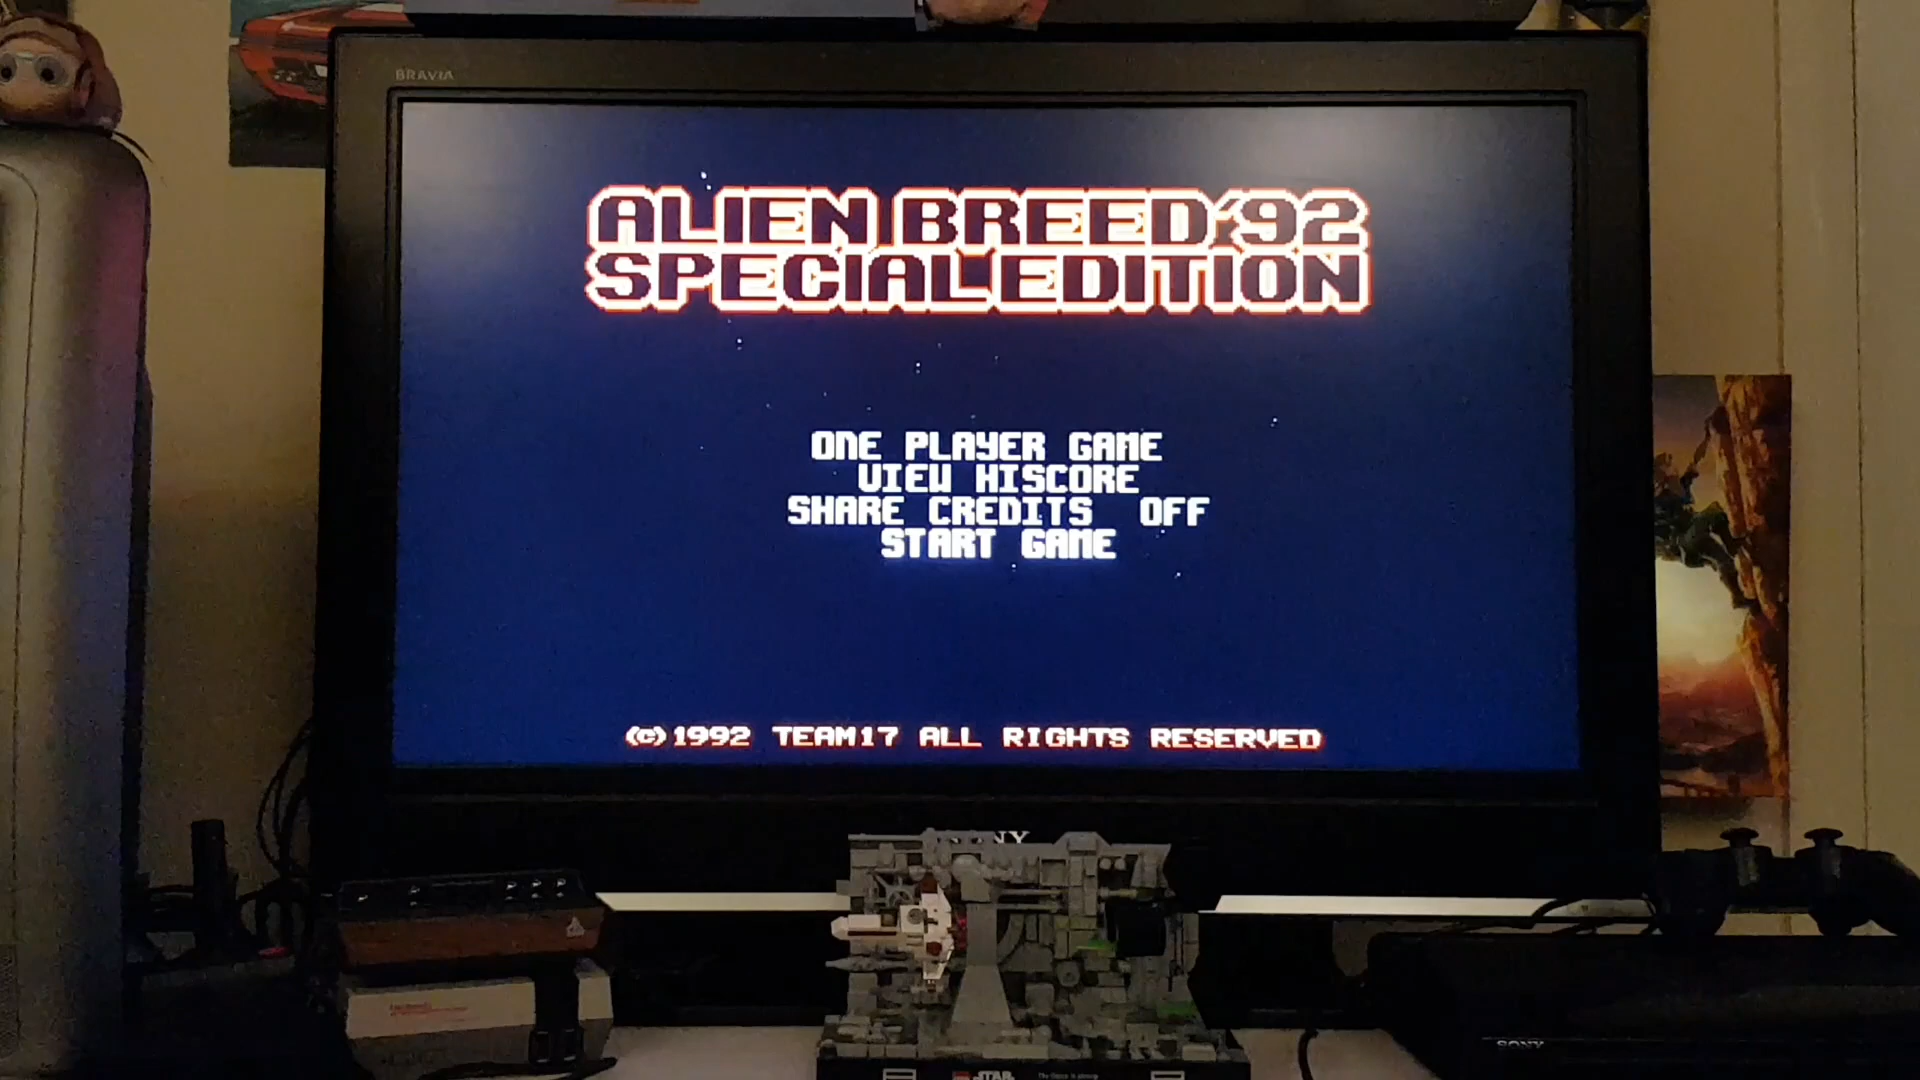 BRAVIA
ALIEN BREED '92
SPECIAL EDITION
ONE PLAYER GAME
VIEW HISCORE
SHARE CREDITS OFF
START GAME
(c)1992 TEAM17 ALL RIGHTS RESERVED
SONY
STAR